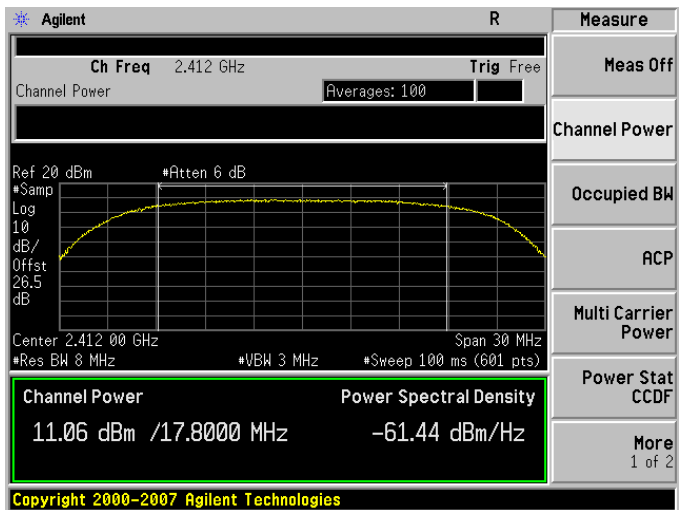 Agilent R
Ch Freq 2.412 GHz Trig Free
Channel Power Averages: 100
Ref 20 dBm #Atten 6 dB
#Samp
Log
10
dB/
Offst
26.5
dB
Center 2.412 00 GHz Span 30 MHz
#Res BW 8 MHz #VBW 3 MHz #Sweep 100 ms (601 pts)
Channel Power Power Spectral Density
11.06 dBm /17.8000 MHz -61.44 dBm/Hz
Copyright 2000-2007 Agilent Technologies
Measure
Meas Off
Channel Power
Occupied BW
ACP
Multi Carrier
Power
Power Stat
CCDF
More
1 of 2